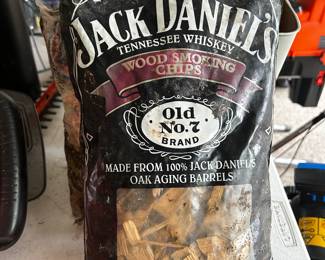 JACK DANIEL'S
TENNESSEE WHISKEY
WOOD SMOKING
CHIPS
Old
No.7
BRAND
MADE FROM 100% JACK DANIEL'S
OAK AGING BARRELS